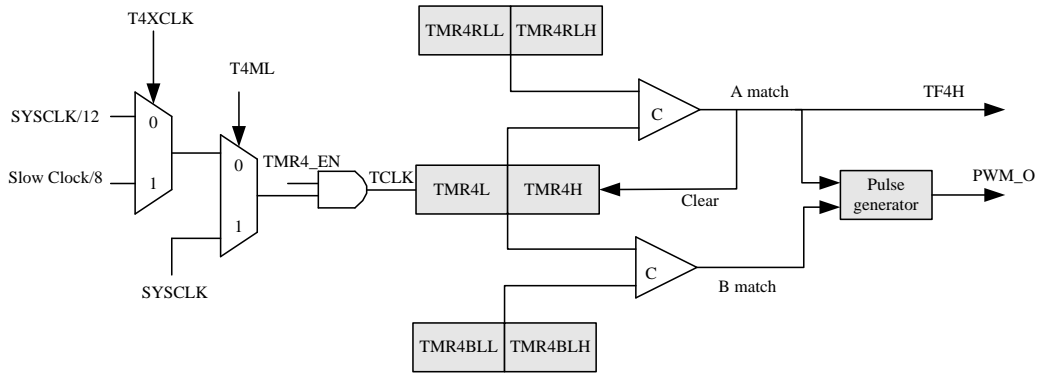 T4XCLK
TMR4RLL TMR4RLH
T4ML
A match
TF4H
SYSCLK/12
0
C
0
TMR4_EN
TCLK
Slow Clock/8
1
TMR4L TMR4H
Clear
Pulse
generator
PWM_O
1
C
SYSCLK
B match
TMR4BLL TMR4BLH